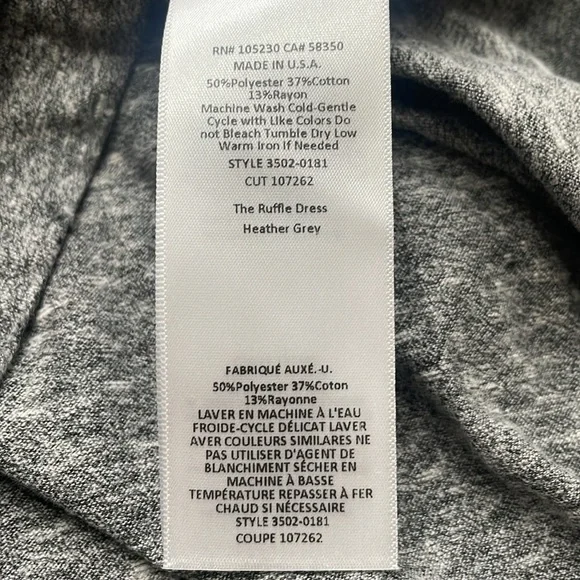 RN# 105230 CA# 58350
MADE IN U.S.A.
50%Polyester 37%Cotton
13%Rayon
Machine Wash Cold-Gentle
Cycle with Like Colors Do
not Bleach Tumble Dry Low
Warm Iron If Needed
STYLE 3502-0181
CUT 107262
The Ruffle Dress
Heather Grey
FABRIQUÉ AUXÉ.-U.
50%Polyester 37%Coton
13%Rayonne
LAVER EN MACHINE À L'EAU
FROIDE-CYCLE DÉLICAT LAVER
AVER COULEURS SIMILARES NE
PAS UTILISER D'AGENT DE
BLANCHIMENT SÉCHER EN
MACHINE À BASSE
TEMPÉRATURE REPASSER À FER
CHAUD SI NÉCESSAIRE
STYLE 3502-0181
COUPE 107262